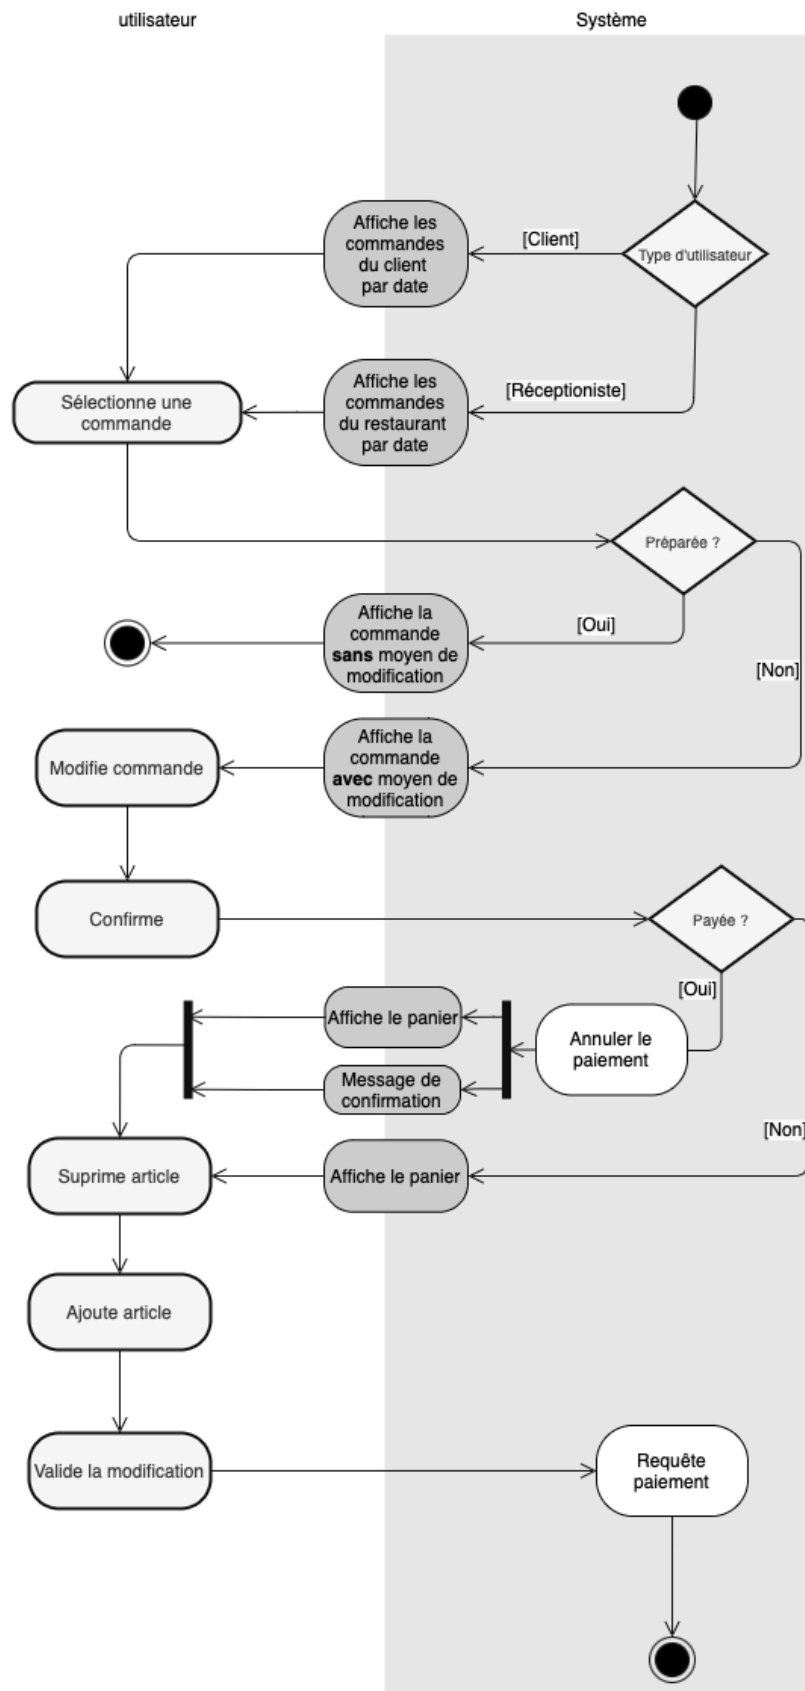 utilisateur
Système
Affiche les
commandes
du client
par date
[Client]
Type d'utilisateur
Sélectionne une
commande
Affiche les
commandes
du restaurant
par date
[Réceptioniste]
Préparée ?
Affiche la
commande
sans moyen de
modification
[Oui]
[Non]
Modifie commande
Affiche la
commande
avec moyen de
modification
Confirme
Payée ?
[Oui]
Affiche le panier
Annuler le
paiement
Message de
confirmation
[Non]
Suprime article
Affiche le panier
Ajoute article
Valide la modification
Requête
paiement